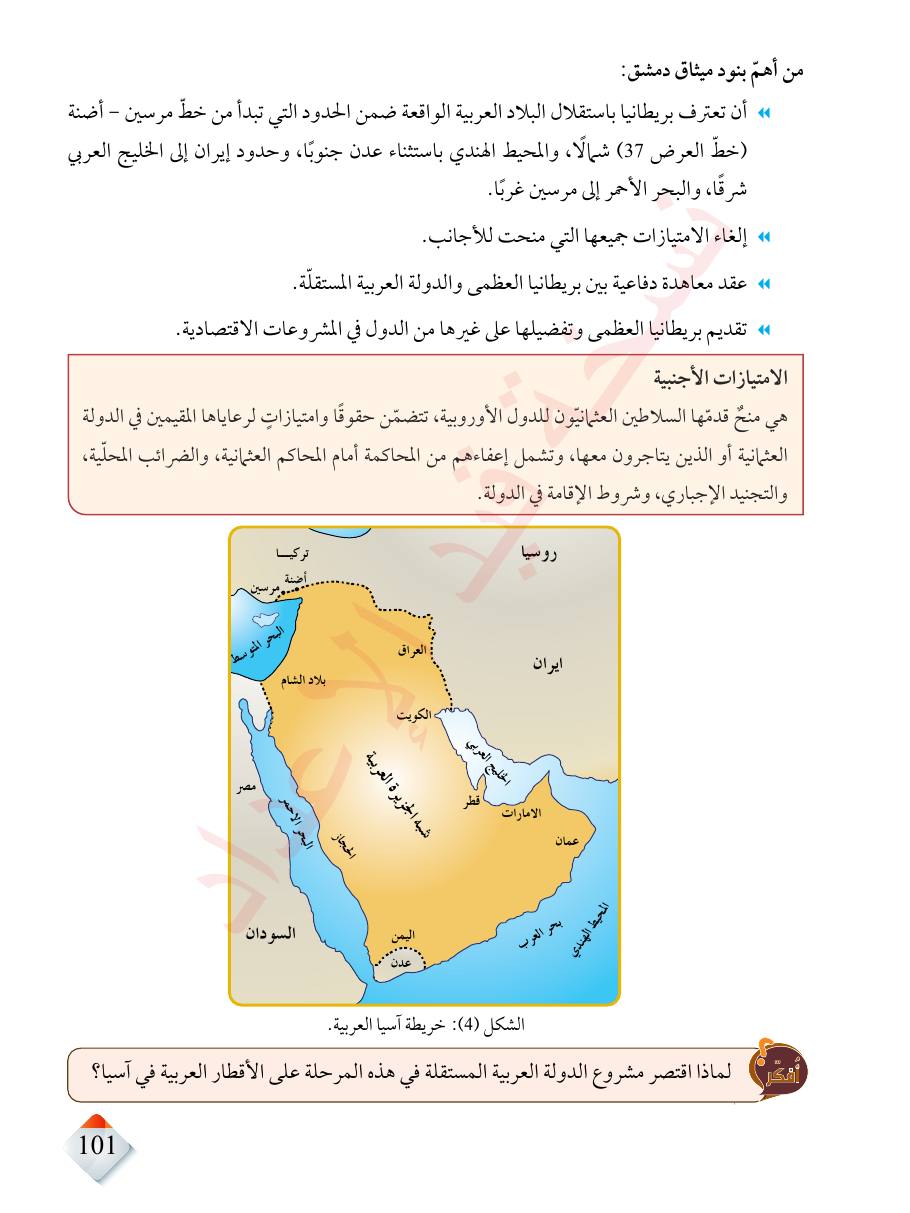 من أهمّ بنود ميثاق دمشق:
أن تعترف بريطانيا باستقلال البلاد العربية الواقعة ضمن الحدود التي تبدأ من خطّ مرسين – أضنة
(خطّ العرض 37) شمالًا، والمحيط الهندي باستثناء عدن جنوبًا، وحدود إيران إلى الخليج العربي
شرقًا، والبحر الأحمر إلى مرسين غربًا.
إلغاء الامتيازات جميعها التي منحت للأجانب.
عقد معاهدة دفاعية بين بريطانيا العظمى والدولة العربية المستقلّة.
تقديم بريطانيا العظمى وتفضيلها على غيرها من الدول في المشروعات الاقتصادية.
الامتيازات الأجنبية
هي منحٌ قدمّها السلاطين العثمانيّون للدول الأوروبية، تتضمّن حقوقًا وامتيازاتٍ لرعاياها المقيمين في الدولة
العثمانية أو الذين يتاجرون معها، وتشمل إعفاءهم من المحاكمة أمام المحاكم العثمانية، والضرائب المحلّية،
والتجنيد الإجباري، وشروط الإقامة في الدولة.
روسيا
تركيـــا
أضنة
مرسين
البحر المتوسط
العراق
ايران
بلاد الشام
الكويت
الخليج العربي
شبه الجزيرة العربية
مصر
قطر
الامارات
البحر الاحمر
الحجاز
عمان
المحيط الهندي
بحر العرب
السودان
اليمن
عدن
الشكل (4): خريطة آسيا العربية.
أفكّر
لماذا اقتصر مشروع الدولة العربية المستقلة في هذه المرحلة على الأقطار العربية في آسيا؟
101
نسخة قيد الإعداد